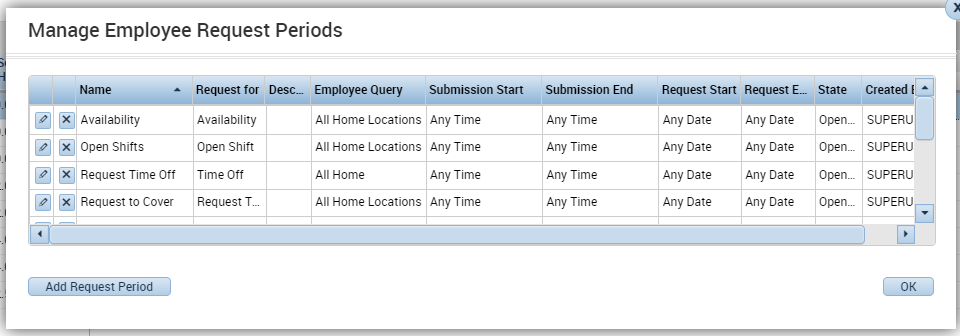 Manage Employee Request Periods
Name Request for Desc... Employee Query Submission Start Submission End Request Start Request E... State Created
Availability Availability All Home Locations Any Time Any Time Any Date Any Date Open... SUPERU
Open Shifts Open Shift All Home Locations Any Time Any Time Any Date Any Date Open... SUPERU
Request Time Off Time Off All Home Any Time Any Time Any Date Any Date Open... SUPERU
Request to Cover Request T... All Home Locations Any Time Any Time Any Date Any Date Open... SUPERU
Add Request Period OK